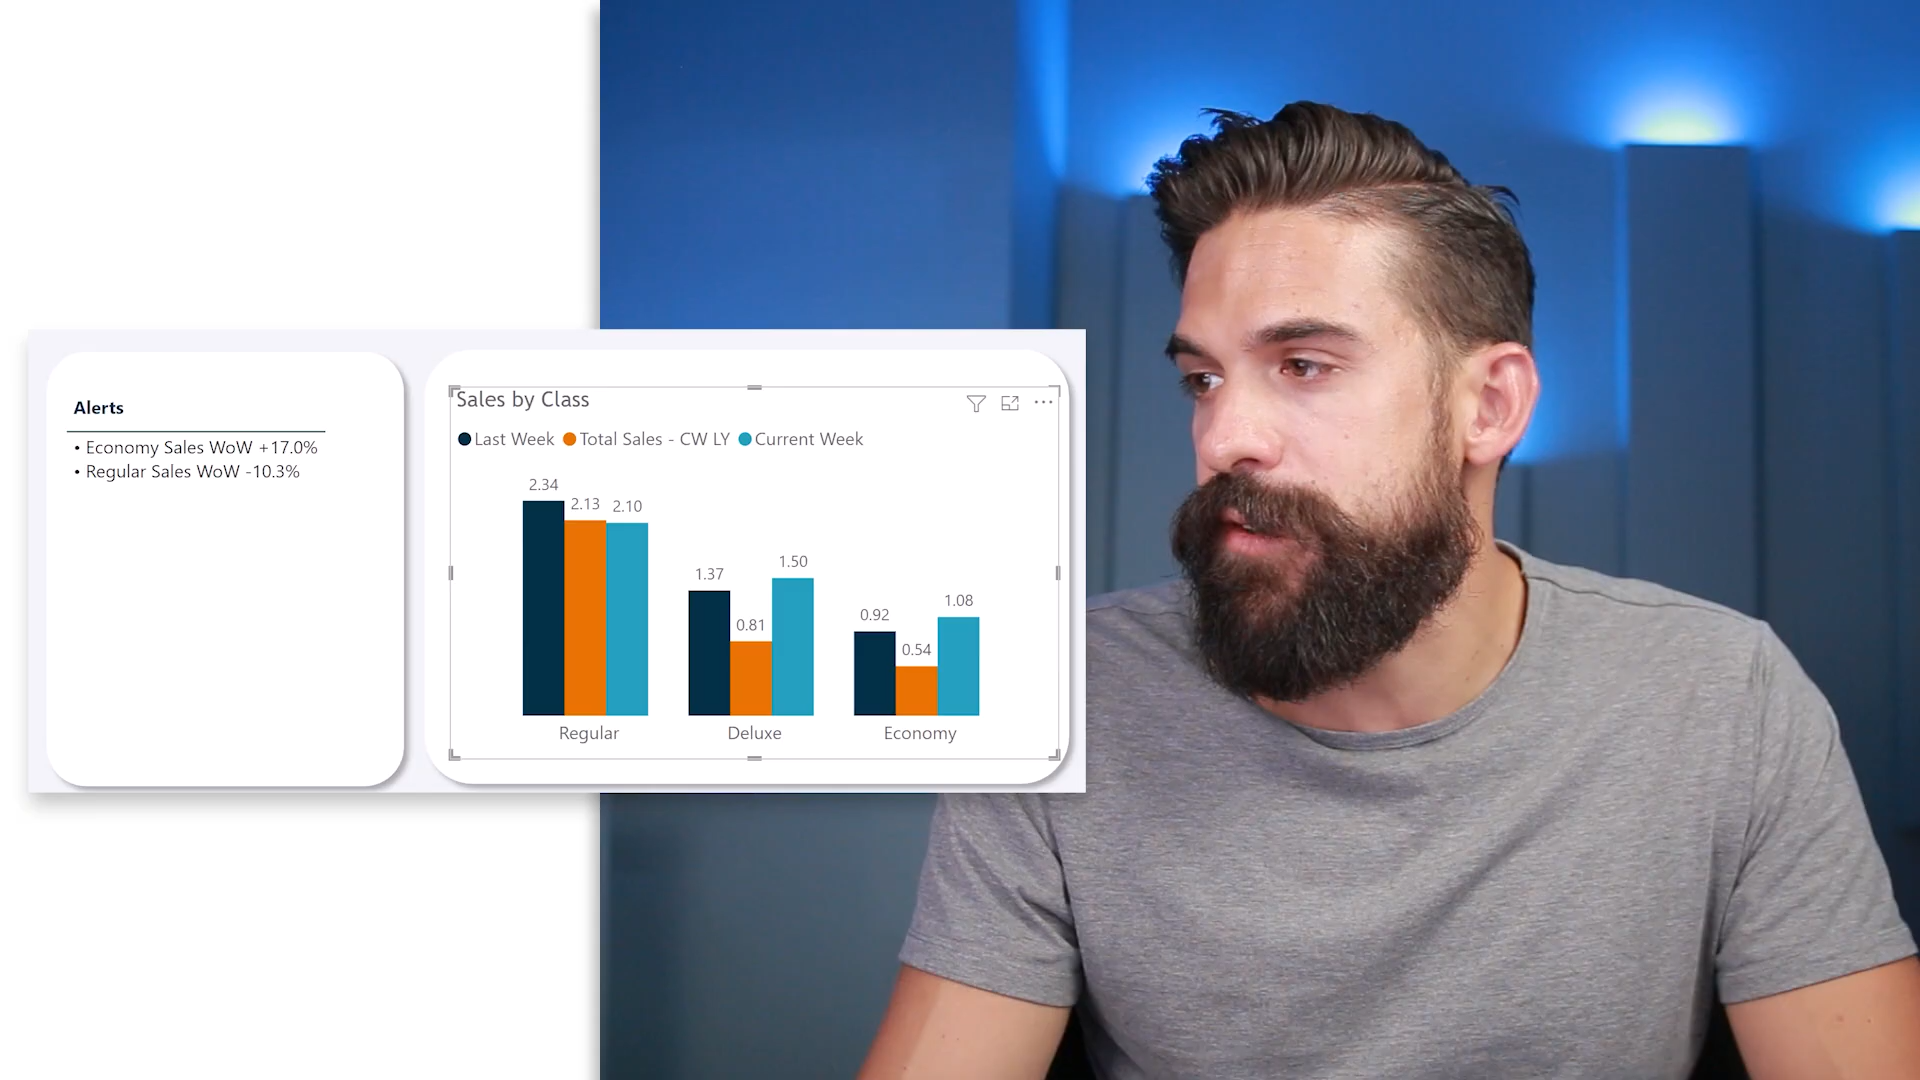 Alerts
• Economy Sales WoW +17.0%
• Regular Sales WoW -10.3%
Sales by Class
Last Week Total Sales - CW LY Current Week
2.34
2.13 2.10
1.37
0.81
1.50
0.92
0.54
1.08
Regular Deluxe Economy